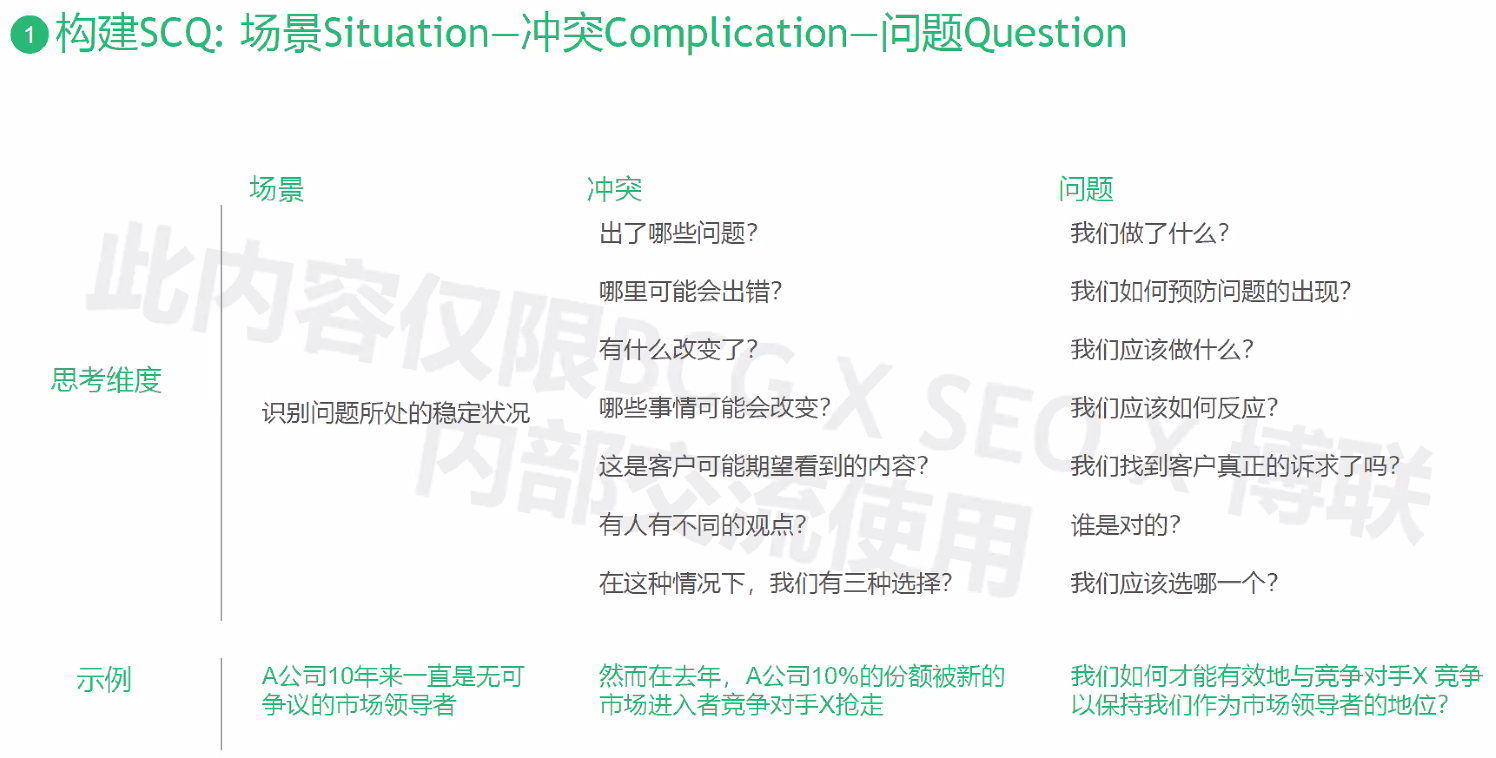 1 构建SCQ: 场景Situation—冲突Complication—问题Question
场景
冲突
问题
思考维度
识别问题所处的稳定状况
出了哪些问题?
我们做了什么?
哪里可能会出错?
我们如何预防问题的出现?
有什么改变了?
我们应该做什么?
哪些事情可能会改变?
我们应该如何反应?
这是客户可能期望看到的内容?
我们找到客户真正的诉求了吗?
有人有不同的观点?
谁是对的?
在这种情况下，我们有三种选择?
我们应该选哪一个?
示例
A公司10年来一直是无可
争议的市场领导者
然而在去年，A公司10%的份额被新的
市场进入者竞争对手X抢走
我们如何才能有效地与竞争对手X 竞争
以保持我们作为市场领导者的地位?
此内容仅限BCG X SEO X 博联
内部交流使用